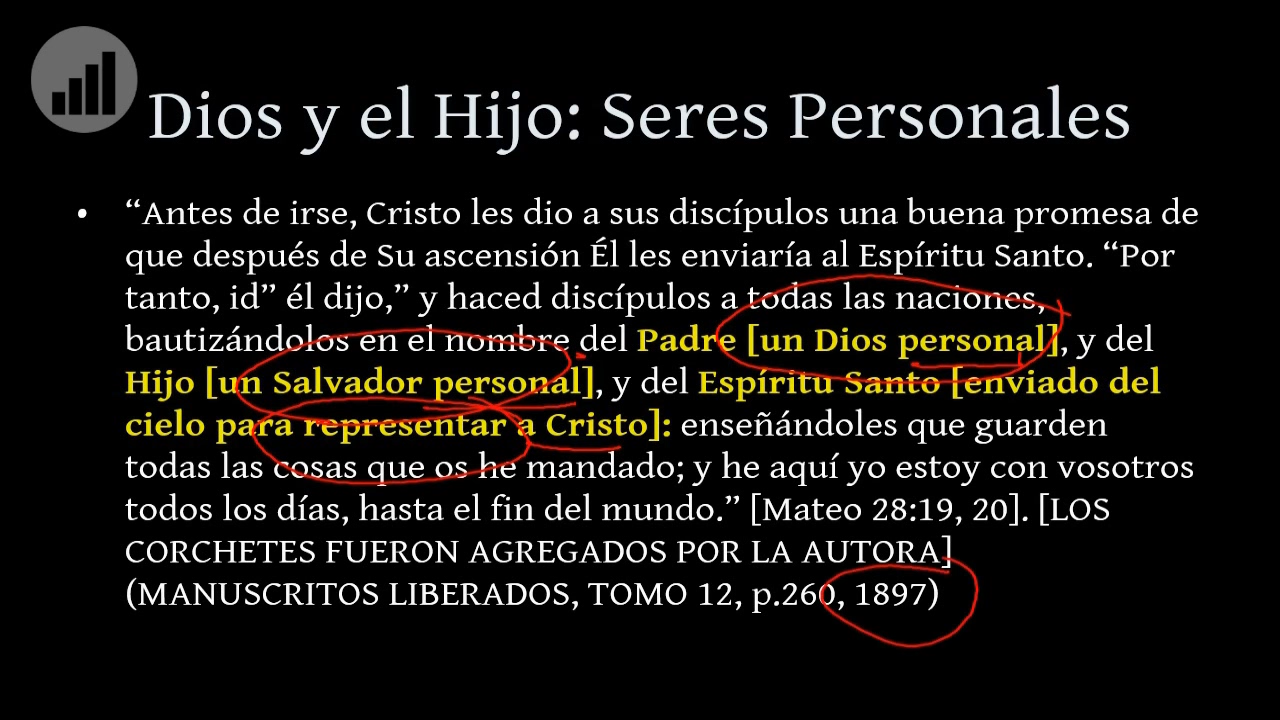 Dios y el Hijo: Seres Personales
• “Antes de irse, Cristo les dio a sus discípulos una buena promesa de
que después de Su ascensión Él les enviaría al Espíritu Santo. “Por
tanto, id” él dijo,” y haced discípulos a todas las naciones,
bautizándolos en el nombre del Padre [un Dios personal], y del
Hijo [un Salvador personal], y del Espíritu Santo [enviado del
cielo para representar a Cristo]: enseñándoles que guarden
todas las cosas que os he mandado; y he aquí yo estoy con vosotros
todos los días, hasta el fin del mundo.” [Mateo 28:19, 20]. [LOS
CORCHETES FUERON AGREGADOS POR LA AUTORA]
(MANUSCRITOS LIBERADOS, TOMO 12, p.260, 1897)